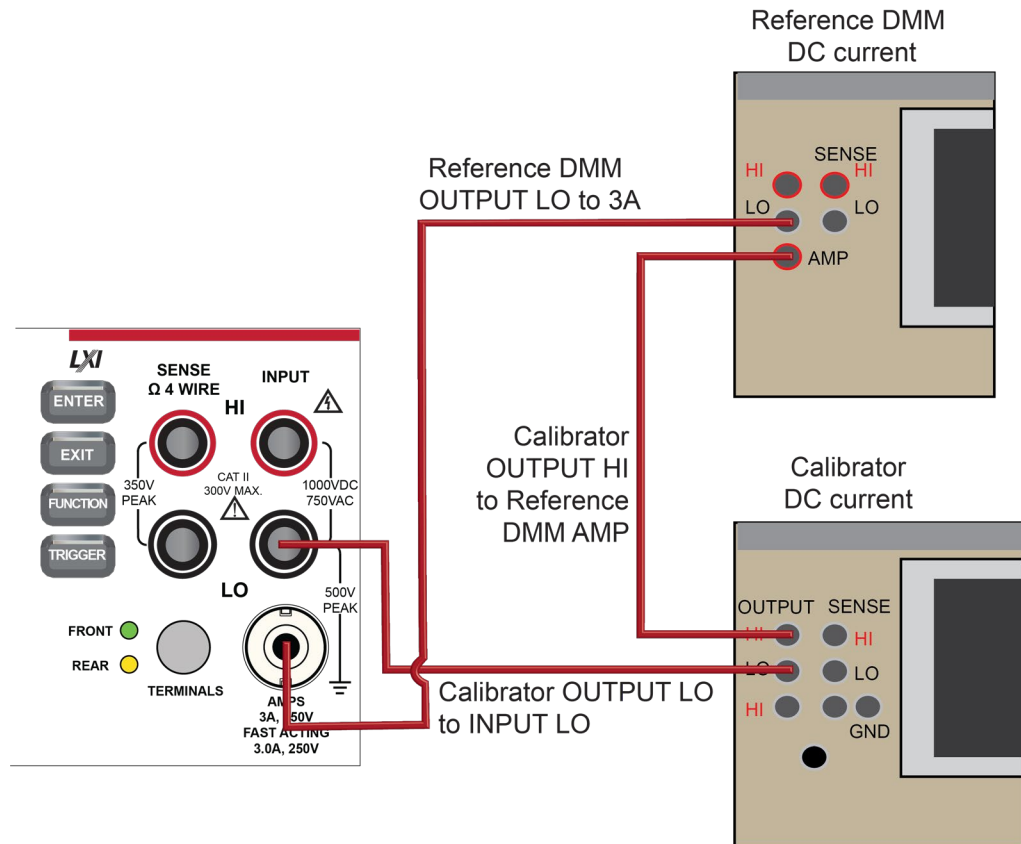 Reference DMM
DC current
HI
SENSE
HI
LO
LO
AMP
Reference DMM
OUTPUT LO to 3A
Calibrator
OUTPUT HI
to Reference
DMM AMP
Calibrator
DC current
OUTPUT SENSE
HI
HI
LO
LO
HI
GND
Calibrator OUTPUT LO
to INPUT LO
LXI
ENTER
EXIT
FUNCTION
TRIGGER
SENSE
Ω 4 WIRE
INPUT
HI
350V
PEAK
CAT II
300V MAX.
1000VDC
750VAC
LO
500V
PEAK
FRONT
REAR
TERMINALS
AMPS
3A, 250V
FAST ACTING
3.0A, 250V